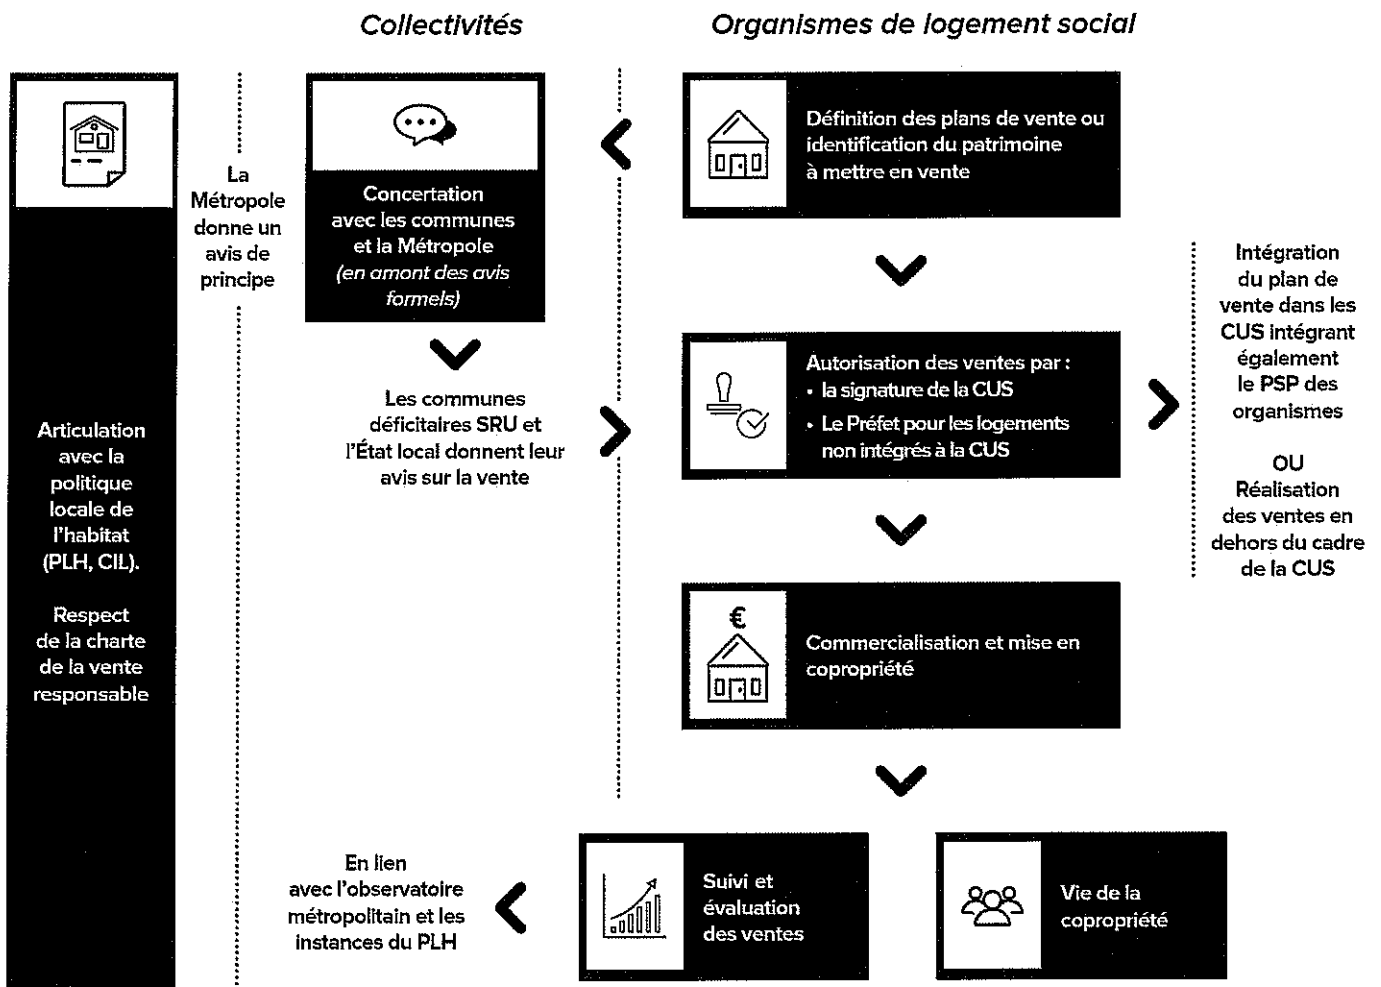 Collectivités
Organismes de logement social
Articulation
avec la
politique
locale de
l'habitat
(PLH, CIL).
Respect
de la charte
de la vente
responsable
La
Métropole
donne un
avis de
principe
Concertation
avec les communes
et la Métropole
(en amont des avis
formels)
Les communes
déficitaires SRU et
l'État local donnent leur
avis sur la vente
Définition des plans de vente ou
identification du patrimoine
à mettre en vente
Autorisation des ventes par :
• la signature de la CUS
• Le Préfet pour les logements
non intégrés à la CUS
Intégration
du plan de
vente dans les
CUS intégrant
également
le PSP des
organismes
OU
Réalisation
des ventes en
dehors du cadre
de la CUS
€
Commercialisation et mise en
copropriété
En lien
avec l'observatoire
métropolitain et les
instances du PLH
Suivi et
évaluation
des ventes
Vie de la
copropriété